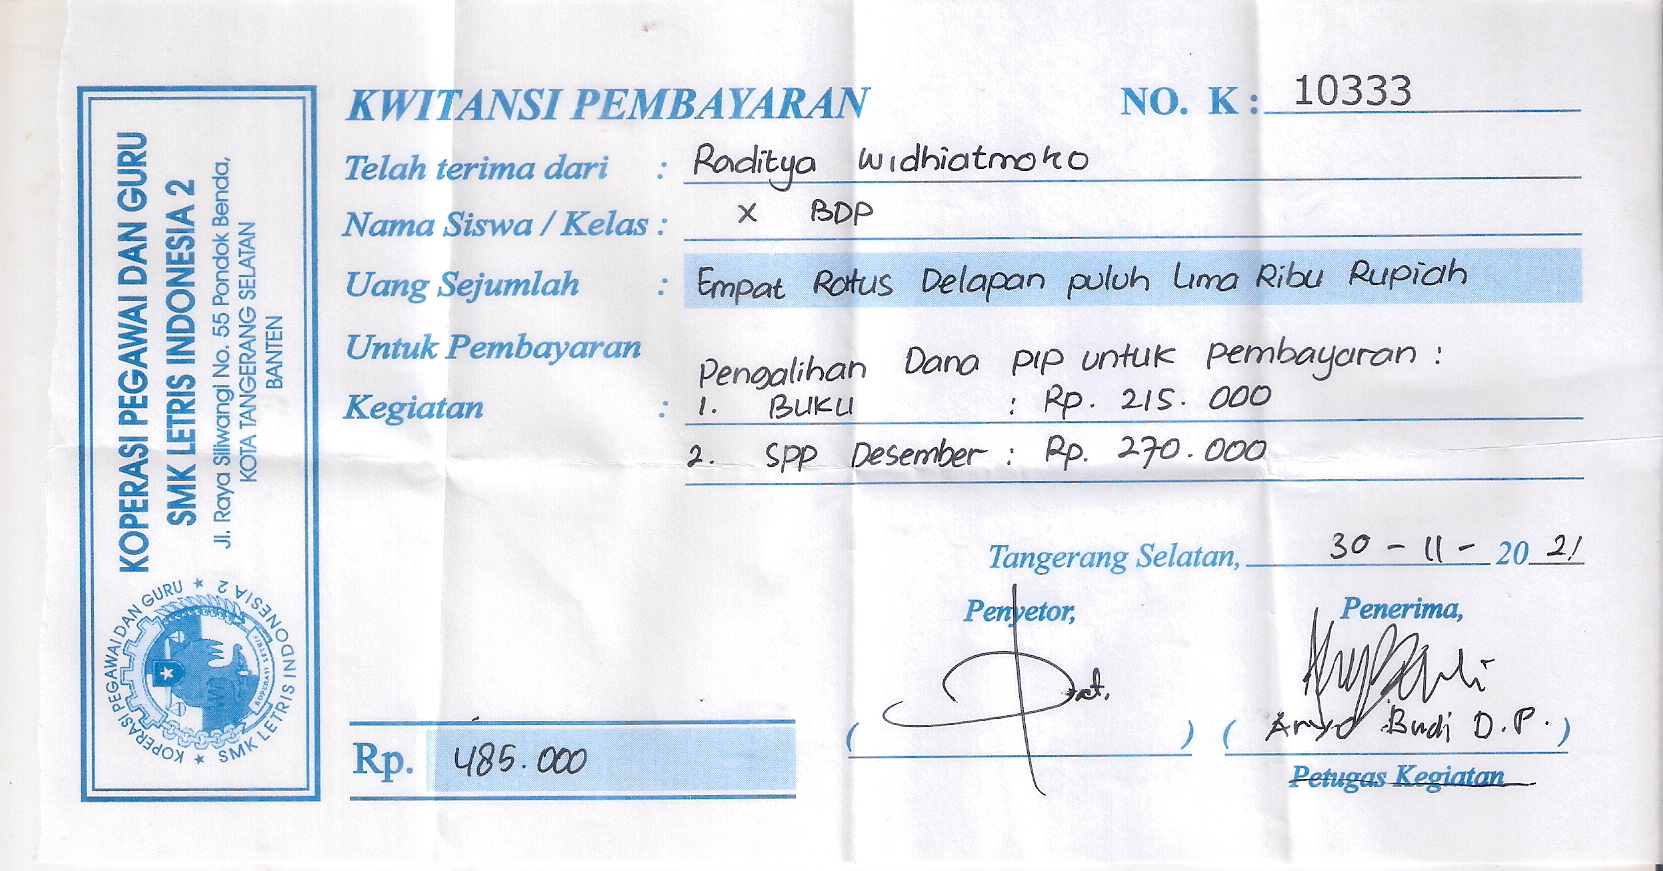 KOPERASI PEGAWAI DAN GURU
SMK LETRIS INDONESIA 2
Jl. Raya Siliwangi No. 55 Pondok Benda,
KOTA TANGERANG SELATAN
BANTEN
KOPERASI PEGAWAI DAN GURU ★ SMK LETRIS INDONESIA 2 ★
KWITANSI PEMBAYARAN
NO. K : 10333
Telah terima dari : Raditya Widhiatmoko
Nama Siswa / Kelas : X BDP
Uang Sejumlah : Empat Ratus Delapan puluh Lima Ribu Rupiah
Untuk Pembayaran
Pengalihan Dana PIP untuk pembayaran :
Kegiatan : 1. BUKU : Rp. 215.000
2. SPP Desember : Rp. 270.000
Tangerang Selatan, 30 - 11 - 20 21
Penyetor, Penerima,
( ) ( Aryo Budi D.P. )
Petugas Kegiatan
Rp. 485.000